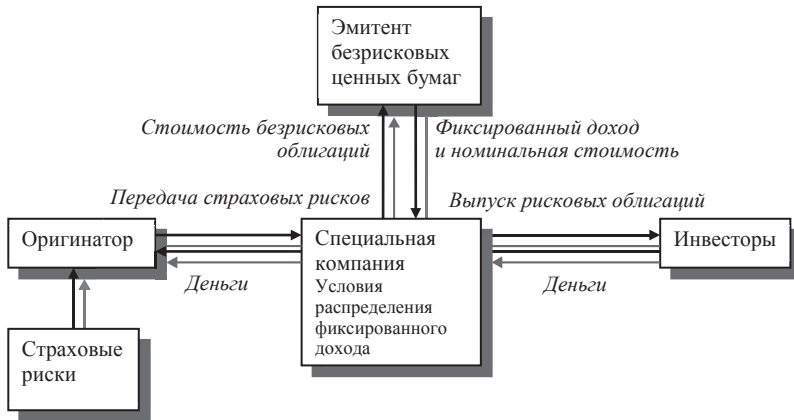 Эмитент
безрисковых
ценных бумаг
Стоимость безрисковых
облигаций
Фиксированный доход
и номинальная стоимость
Передача страховых рисков
Выпуск рисковых облигаций
Оригинатор
Специальная
компания
Условия
распределения
фиксированного
дохода
Инвесторы
Деньги
Деньги
Страховые
риски